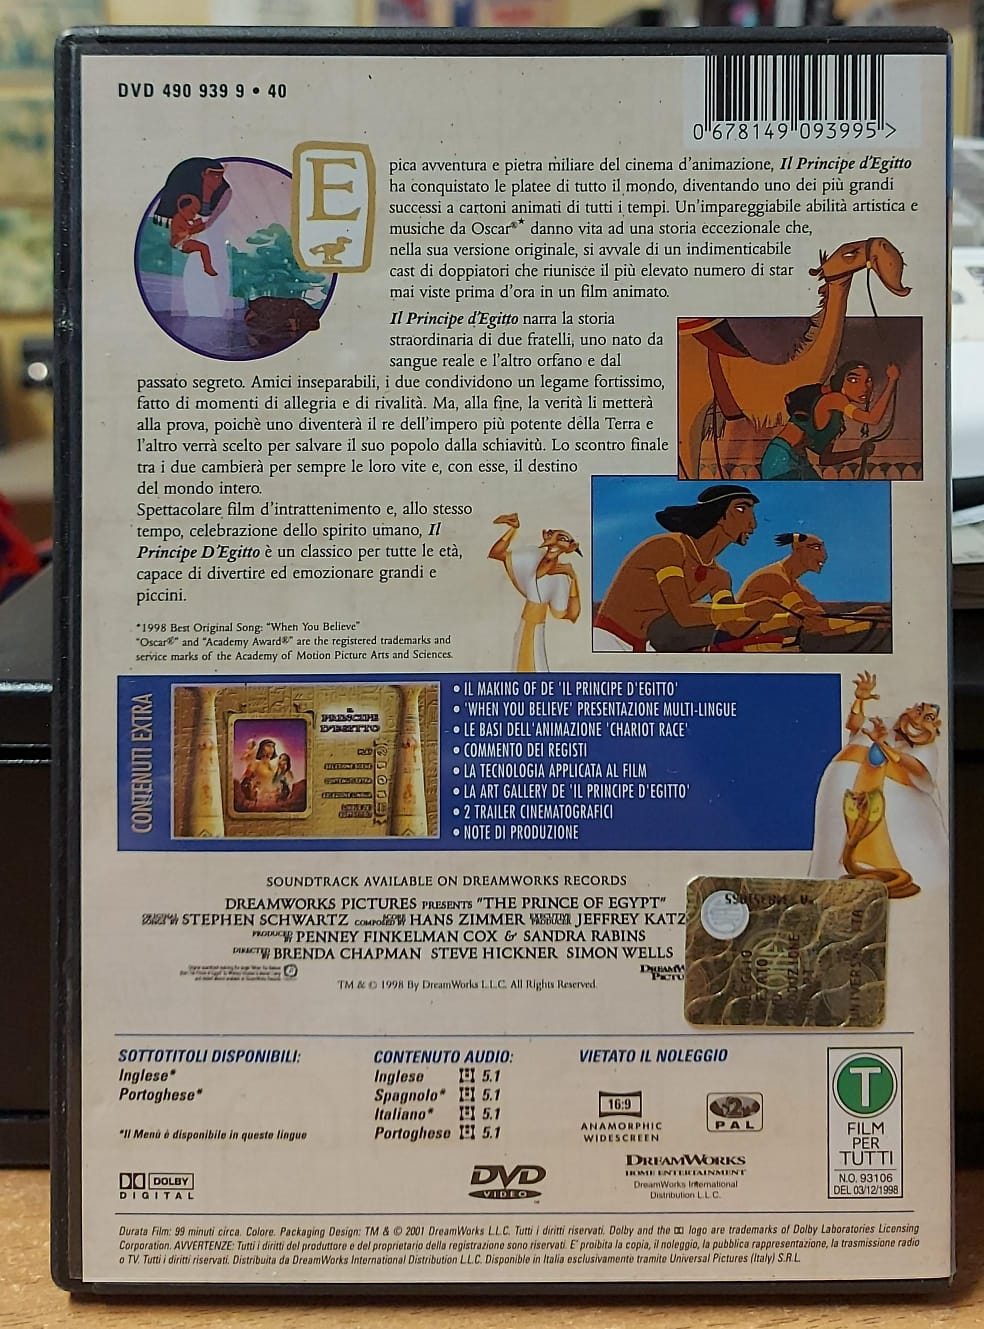 DVD 490 939 9 • 40
0 678149 093995 >
E
pica avventura e pietra miliare del cinema d'animazione, Il Principe d'Egitto
ha conquistato le platee di tutto il mondo, diventando uno dei più grandi
successi a cartoni animati di tutti i tempi. Un'impareggiabile abilità artistica e
musiche da Oscar®* danno vita ad una storia eccezionale che,
nella sua versione originale, si avvale di un indimenticabile
cast di doppiatori che riunisce il più elevato numero di star
mai viste prima d'ora in un film animato.
Il Principe d'Egitto narra la storia
straordinaria di due fratelli, uno nato da
sangue reale e l'altro orfano e dal
passato segreto. Amici inseparabili, i due condividono un legame fortissimo,
fatto di momenti di allegria e di rivalità. Ma, alla fine, la verità li metterà
alla prova, poichè uno diventerà il re dell'impero più potente della Terra e
l'altro verrà scelto per salvare il suo popolo dalla schiavitù. Lo scontro finale
tra i due cambierà per sempre le loro vite e, con esse, il destino
del mondo intero.
Spettacolare film d'intrattenimento e, allo stesso
tempo, celebrazione dello spirito umano, Il
Principe D'Egitto è un classico per tutte le età,
capace di divertire ed emozionare grandi e
piccini.
*1998 Best Original Song: "When You Believe"
"Oscar®" and "Academy Award®" are the registered trademarks and
service marks of the Academy of Motion Picture Arts and Sciences.
CONTENUTI EXTRA
IL
PRINCIPE
D'EGITTO
• IL MAKING OF DE 'IL PRINCIPE D'EGITTO'
• 'WHEN YOU BELIEVE' PRESENTAZIONE MULTI-LINGUE
• LE BASI DELL'ANIMAZIONE 'CHARIOT RACE'
• COMMENTO DEI REGISTI
• LA TECNOLOGIA APPLICATA AL FILM
• LA ART GALLERY DE 'IL PRINCIPE D'EGITTO'
• 2 TRAILER CINEMATOGRAFICI
• NOTE DI PRODUZIONE
SOUNDTRACK AVAILABLE ON DREAMWORKS RECORDS
DREAMWORKS PICTURES PRESENTS "THE PRINCE OF EGYPT"
ORIGINAL SONGS BY STEPHEN SCHWARTZ SCORE COMPOSED BY HANS ZIMMER EXECUTIVE PRODUCER JEFFREY KATZ
PRODUCED BY PENNEY FINKELMAN COX & SANDRA RABINS
DIRECTED BY BRENDA CHAPMAN STEVE HICKNER SIMON WELLS
DREAMW
PICTU
TM & © 1998 By DreamWorks L.L.C. All Rights Reserved.
SOTTOTITOLI DISPONIBILI:
Inglese*
Portoghese*
*Il Menù è disponibile in queste lingue
CONTENUTO AUDIO:
Inglese 5.1
Spagnolo* 5.1
Italiano* 5.1
Portoghese 5.1
VIETATO IL NOLEGGIO
16:9
ANAMORPHIC
WIDESCREEN
2
PAL
T
FILM
PER
TUTTI
N.O. 93106
DEL 03/12/1998
DOLBY
DIGITAL
DVD
VIDEO
DREAMWORKS
HOME ENTERTAINMENT
DreamWorks International
Distribution L.L.C.
Durata Film: 99 minuti circa. Colore. Packaging Design: TM & © 2001 DreamWorks L.L.C. Tutti i diritti riservati. Dolby and the logo are trademarks of Dolby Laboratories Licensing
Corporation. AVVERTENZE: Tutti i diritti del produttore e del proprietario della registrazione sono riservati. E' proibita la copia, il noleggio, la pubblica rappresentazione, la trasmissione radio
o TV. Tutti i diritti riservati. Distribuita da DreamWorks International Distribution L.L.C. Disponibile in Italia esclusivamente tramite Universal Pictures (Italy) S.R.L.